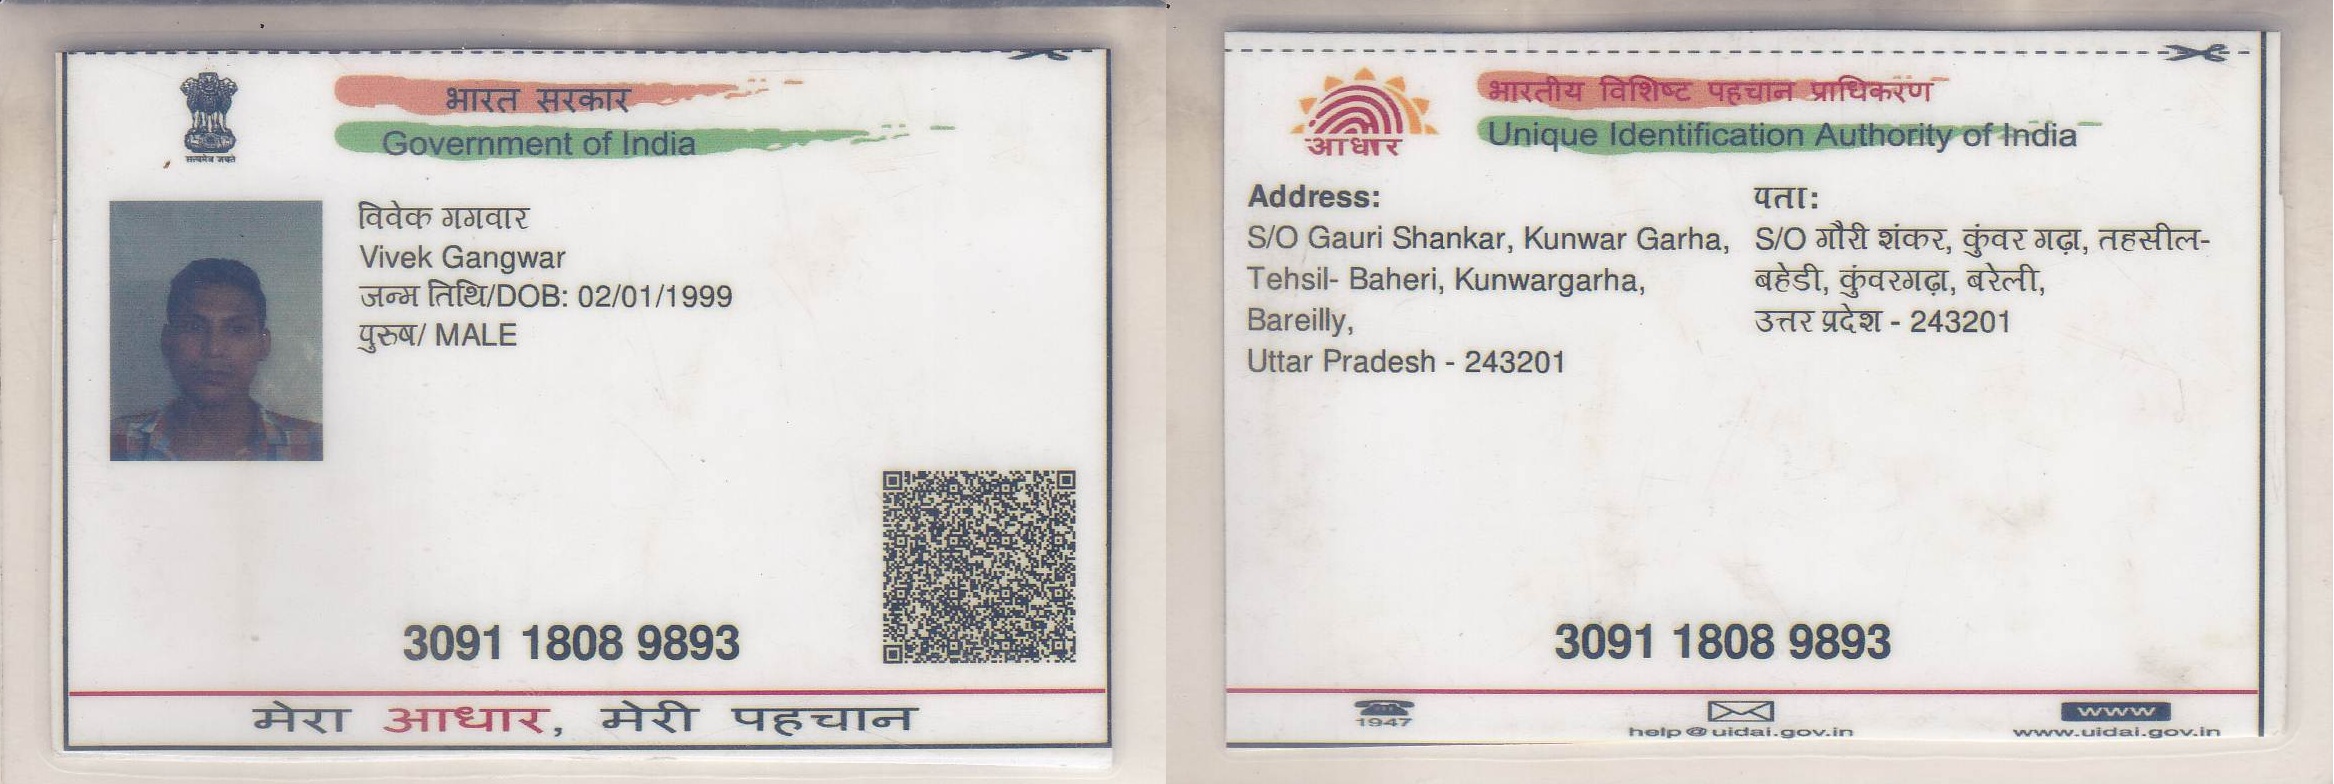 भारत सरकार
Government of India
सत्यमेव जयते
विवेक गगवार
Vivek Gangwar
जन्म तिथि/DOB: 02/01/1999
पुरुष/ MALE
3091 1808 9893
मेरा आधार, मेरी पहचान
भारतीय विशिष्ट पहचान प्राधिकरण
Unique Identification Authority of India
आधार
Address:
S/O Gauri Shankar, Kunwar Garha,
Tehsil- Baheri, Kunwargarha,
Bareilly,
Uttar Pradesh - 243201
पता:
S/O गौरी शंकर, कुंवर गढ़ा, तहसील-
बहेडी, कुंवरगढ़ा, बरेली,
उत्तर प्रदेश - 243201
3091 1808 9893
1947
help@uidai.gov.in
www
www.uidai.gov.in